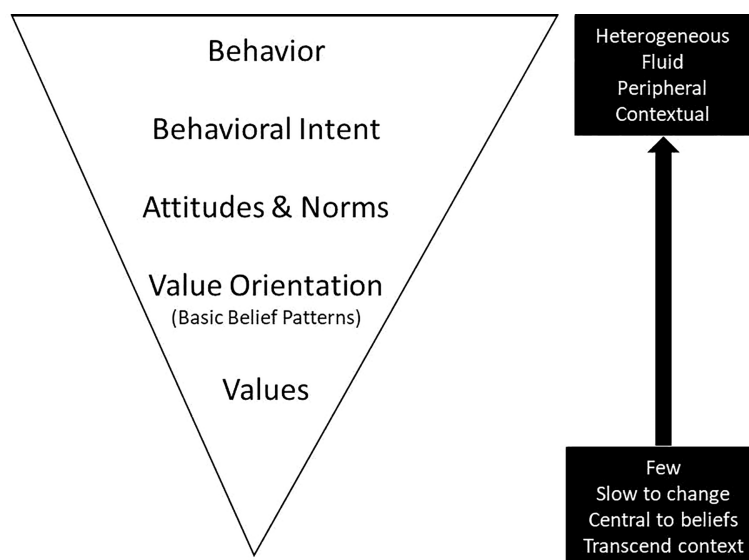 Behavior
Behavioral Intent
Attitudes & Norms
Value Orientation
(Basic Belief Patterns)
Values
Heterogeneous
Fluid
Peripheral
Contextual
Few
Slow to change
Central to beliefs
Transcend context